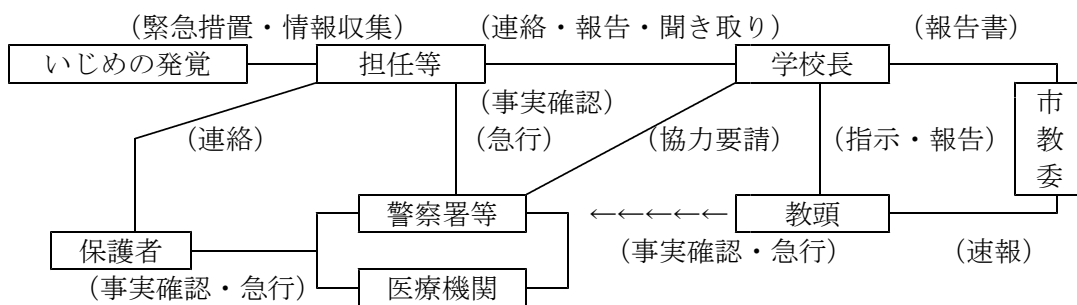 （緊急措置・情報収集） （連絡・報告・聞き取り） （報告書）
いじめの発覚 担任等 学校長
（事実確認）
（連絡） （急行） （協力要請） （指示・報告）
市教委
警察署等 ←←←←← 教頭
保護者 （事実確認・急行） （速報）
（事実確認・急行） 医療機関